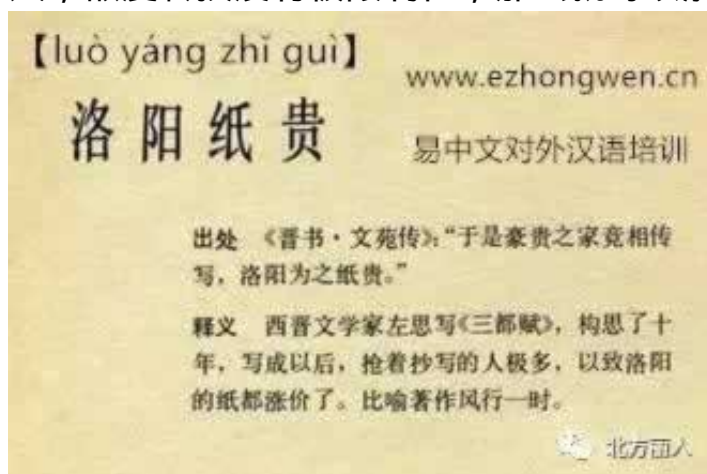 【luò yáng zhǐ guì】
www.ezhongwen.cn
洛阳纸贵
易中文对外汉语培训
出处 《晋书·文苑传》：“于是豪贵之家竞相传
写，洛阳为之纸贵。”
释义 西晋文学家左思写《三都赋》，构思了十
年，写成以后，抢着抄写的人极多，以致洛阳
的纸都涨价了。比喻著作风行一时。
北方丽人